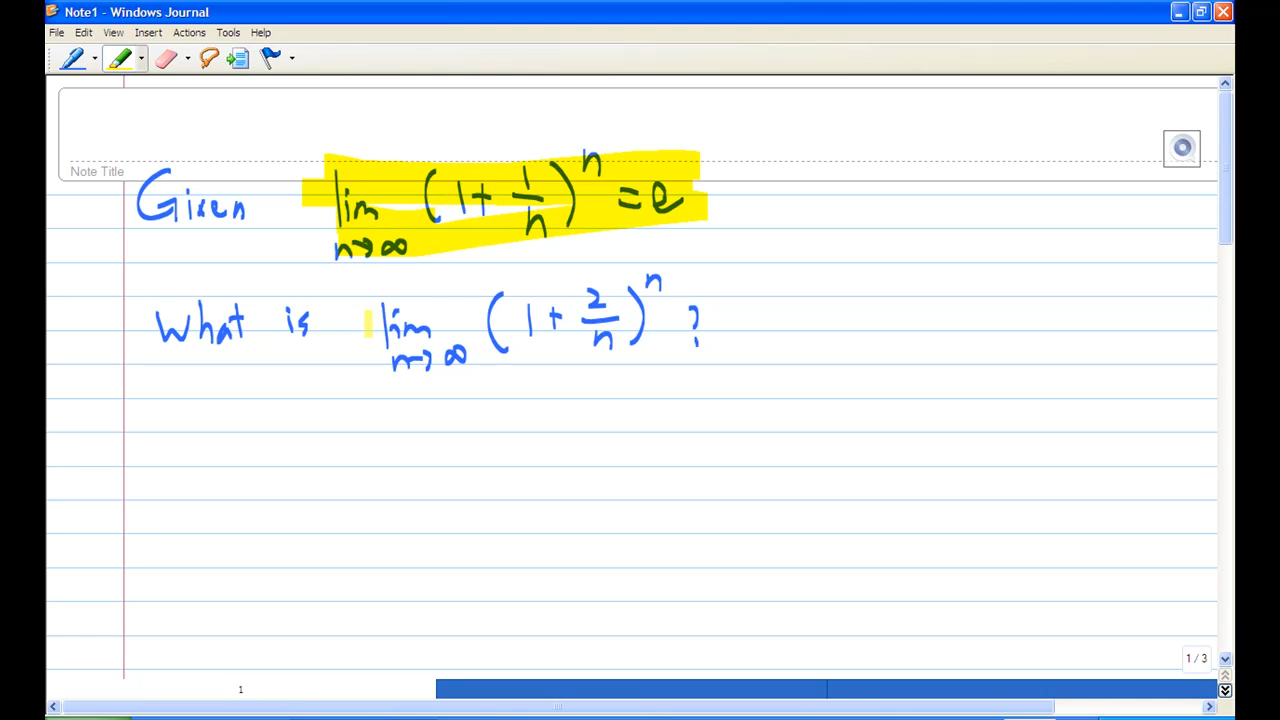 Note1 - Windows Journal
File Edit View Insert Actions Tools Help
Note Title
Given lim n→∞ (1 + 1/n)^n = e
What is lim n→∞ (1 + 2/n)^n ?
1 / 3
1